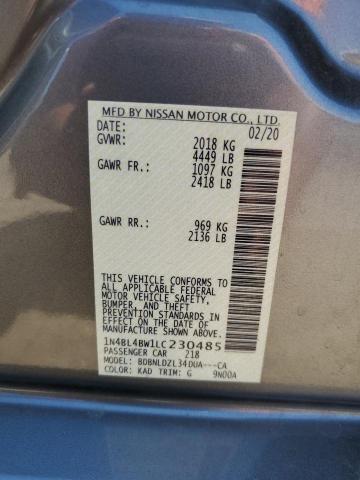 MFD BY NISSAN MOTOR CO., LTD.
DATE: 02/20
GVWR: 2018 KG
4449 LB
GAWR FR.: 1097 KG
2418 LB
GAWR RR.: 969 KG
2136 LB
THIS VEHICLE CONFORMS TO
ALL APPLICABLE FEDERAL
MOTOR VEHICLE SAFETY,
BUMPER, AND THEFT
PREVENTION STANDARDS IN
EFFECT ON THE DATE OF
MANUFACTURE SHOWN ABOVE.
1N4BL4BW1LC230485
PASSENGER CAR 218
MODEL: BDBNLDZL34DUA---CA
COLOR: KAD TRIM: G 9N00A